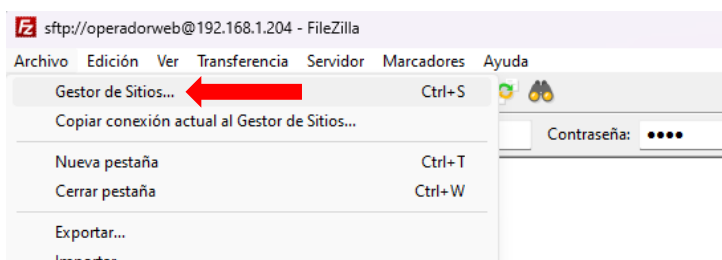 sftp://operadorweb@192.168.1.204 - FileZilla
Archivo Edición Ver Transferencia Servidor Marcadores Ayuda
Gestor de Sitios... Ctrl+S
Copiar conexión actual al Gestor de Sitios...
Contraseña: ••••
Nueva pestaña Ctrl+T
Cerrar pestaña Ctrl+W
Exportar...